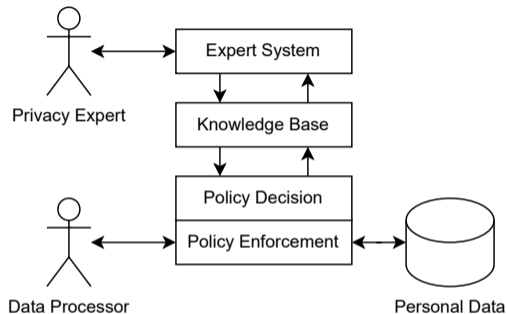 Expert System
Privacy Expert
Knowledge Base
Policy Decision
Policy Enforcement
Data Processor
Personal Data